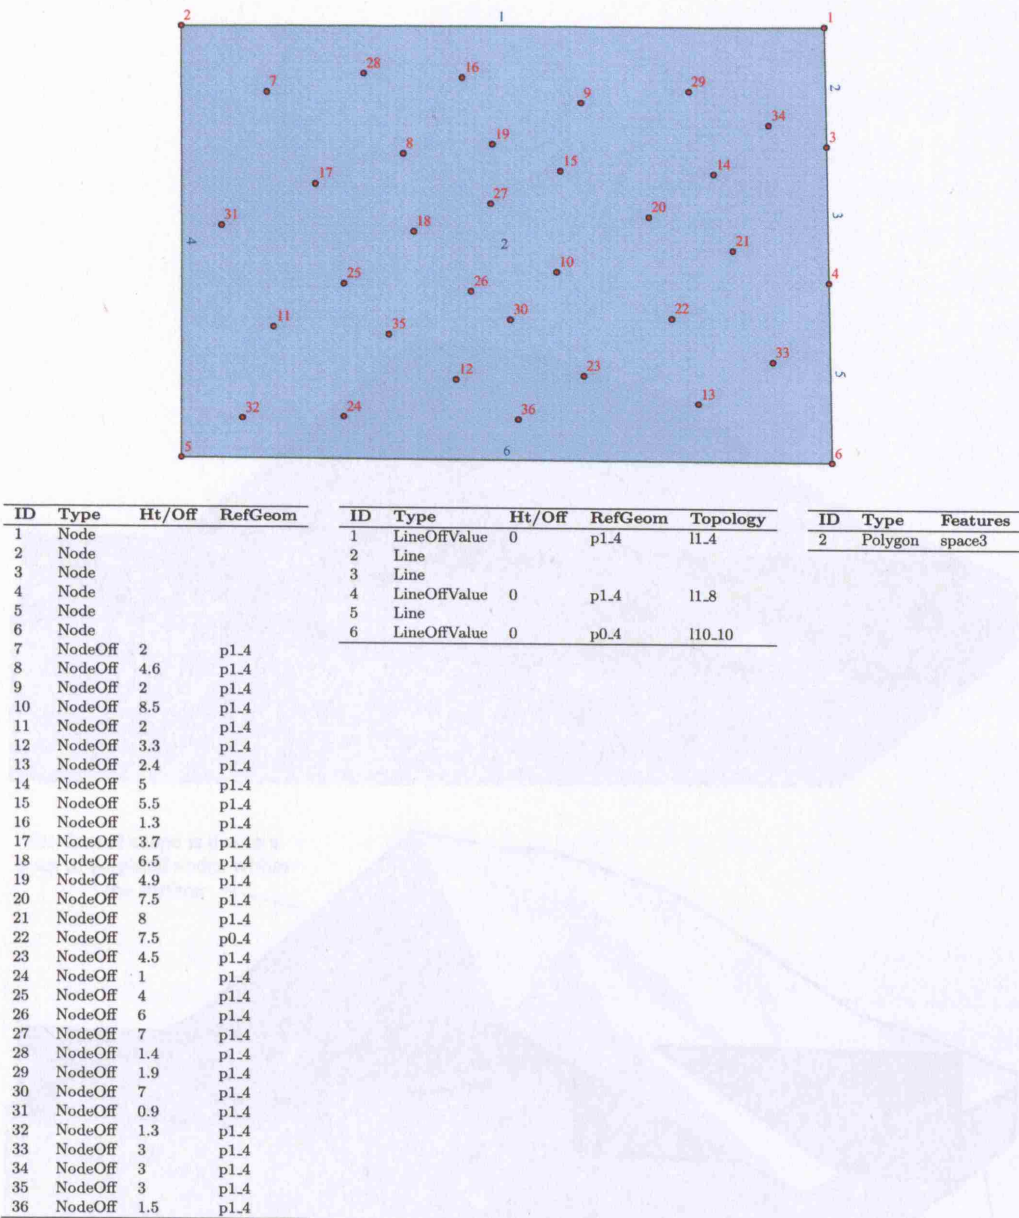 2 1 1
28 16
7 29 2
9
34
19 3
8
15 14
17
27
20
31 18 3
4 2 21
10
25 26 4
30 22
11 35
33
12 23 5
13
32 24 36
5 6 6
ID Type Ht/Off RefGeom
1 Node
2 Node
3 Node
4 Node
5 Node
6 Node
7 NodeOff 2 p1_4
8 NodeOff 4.6 p1_4
9 NodeOff 2 p1_4
10 NodeOff 8.5 p1_4
11 NodeOff 2 p1_4
12 NodeOff 3.3 p1_4
13 NodeOff 2.4 p1_4
14 NodeOff 5 p1_4
15 NodeOff 5.5 p1_4
16 NodeOff 1.3 p1_4
17 NodeOff 3.7 p1_4
18 NodeOff 6.5 p1_4
19 NodeOff 4.9 p1_4
20 NodeOff 7.5 p1_4
21 NodeOff 8 p1_4
22 NodeOff 7.5 p0_4
23 NodeOff 4.5 p1_4
24 NodeOff 1 p1_4
25 NodeOff 4 p1_4
26 NodeOff 6 p1_4
27 NodeOff 7 p1_4
28 NodeOff 1.4 p1_4
29 NodeOff 1.9 p1_4
30 NodeOff 7 p1_4
31 NodeOff 0.9 p1_4
32 NodeOff 1.3 p1_4
33 NodeOff 3 p1_4
34 NodeOff 3 p1_4
35 NodeOff 3 p1_4
36 NodeOff 1.5 p1_4
ID Type Ht/Off RefGeom Topology
1 LineOffValue 0 p1_4 l1_4
2 Line
3 Line
4 LineOffValue 0 p1_4 l1_8
5 Line
6 LineOffValue 0 p0_4 l10_10
ID Type Features
2 Polygon space3